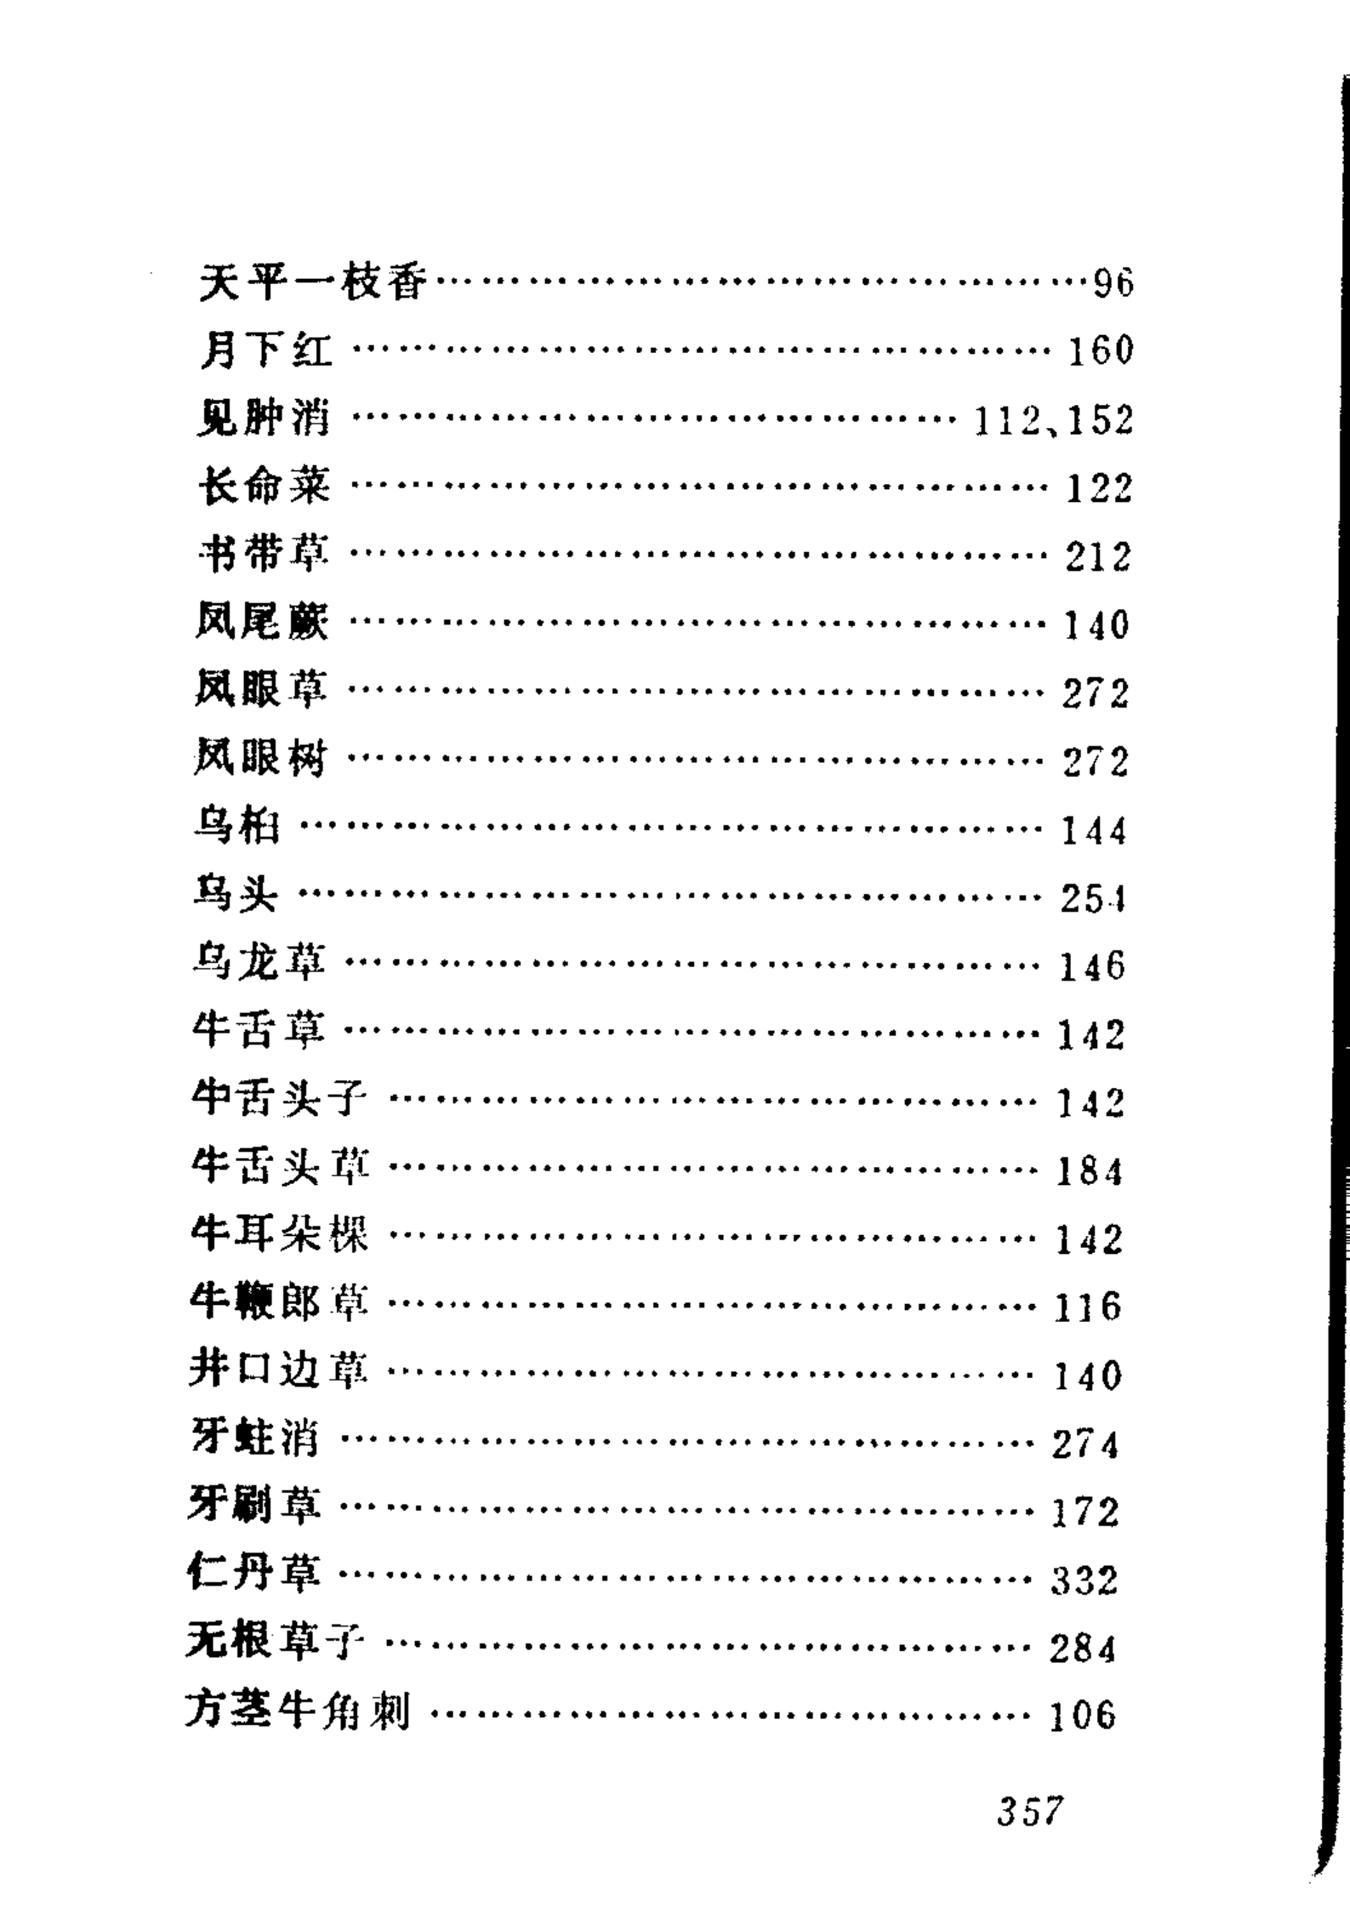 天平一枝香……………………………………96
月下红……………………………………160
见肿消……………………………………112、152
长命菜……………………………………122
书带草……………………………………212
凤尾蕨……………………………………140
凤眼草……………………………………272
凤眼树……………………………………272
乌桕……………………………………144
乌头……………………………………254
乌龙草……………………………………146
牛舌草……………………………………142
牛舌头子……………………………………142
牛舌头草……………………………………184
牛耳朵棵……………………………………142
牛鞭郎草……………………………………116
井口边草……………………………………140
牙蛀消……………………………………274
牙刷草……………………………………172
仁丹草……………………………………332
无根草子……………………………………284
方茎牛角刺……………………………………106
357